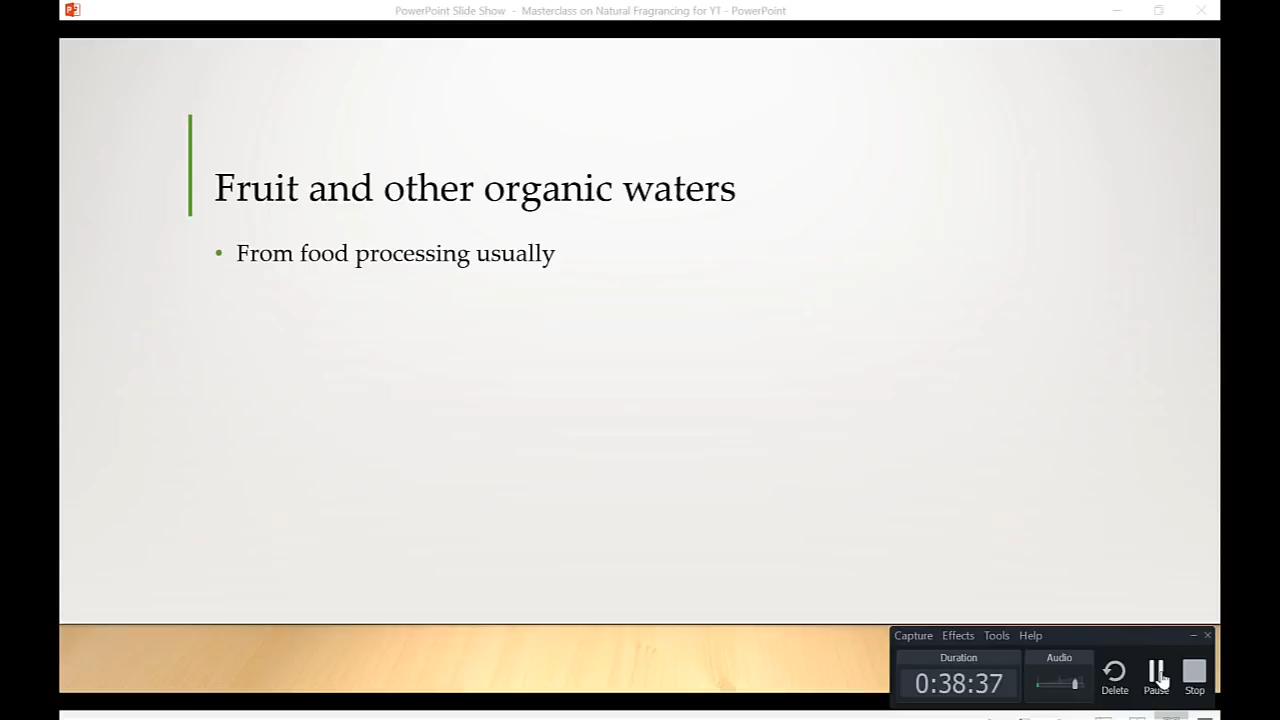 PowerPoint Slide Show - Masterclass on Natural Fragrancing for YT - PowerPoint
Fruit and other organic waters
• From food processing usually
Capture Effects Tools Help
Duration Audio
0:38:37
Delete Pause Stop